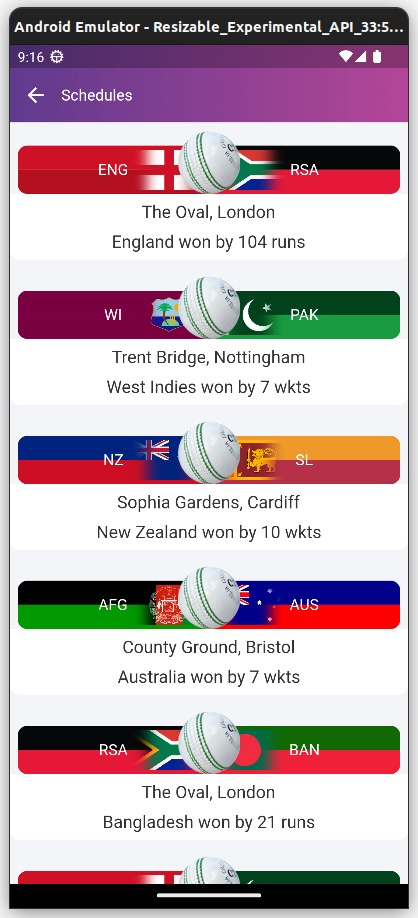 Android Emulator - Resizable_Experimental_API_33:5...
9:16
Schedules
ENG RSA
The Oval, London
England won by 104 runs
WI PAK
Trent Bridge, Nottingham
West Indies won by 7 wkts
NZ SL
Sophia Gardens, Cardiff
New Zealand won by 10 wkts
AFG AUS
County Ground, Bristol
Australia won by 7 wkts
RSA BAN
The Oval, London
Bangladesh won by 21 runs